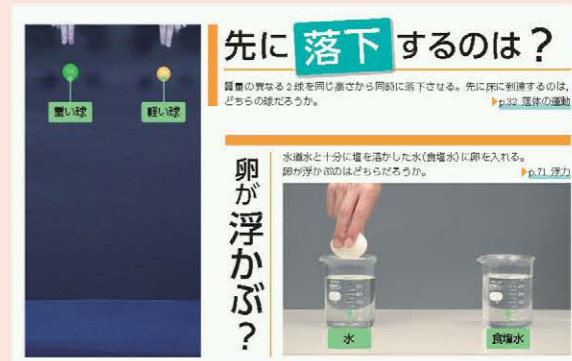 先に落下するのは?
質量の異なる2球を同じ高さから同時に落下させる。先に床に到達するのは,
どちらの球だろうか。
▶p.32 落体の運動
重い球
軽い球
卵が浮かぶ?
水道水と十分に塩を溶かした水(食塩水)に卵を入れる。
卵が浮かぶのはどちらだろうか。
▶p.71 浮力
水
食塩水